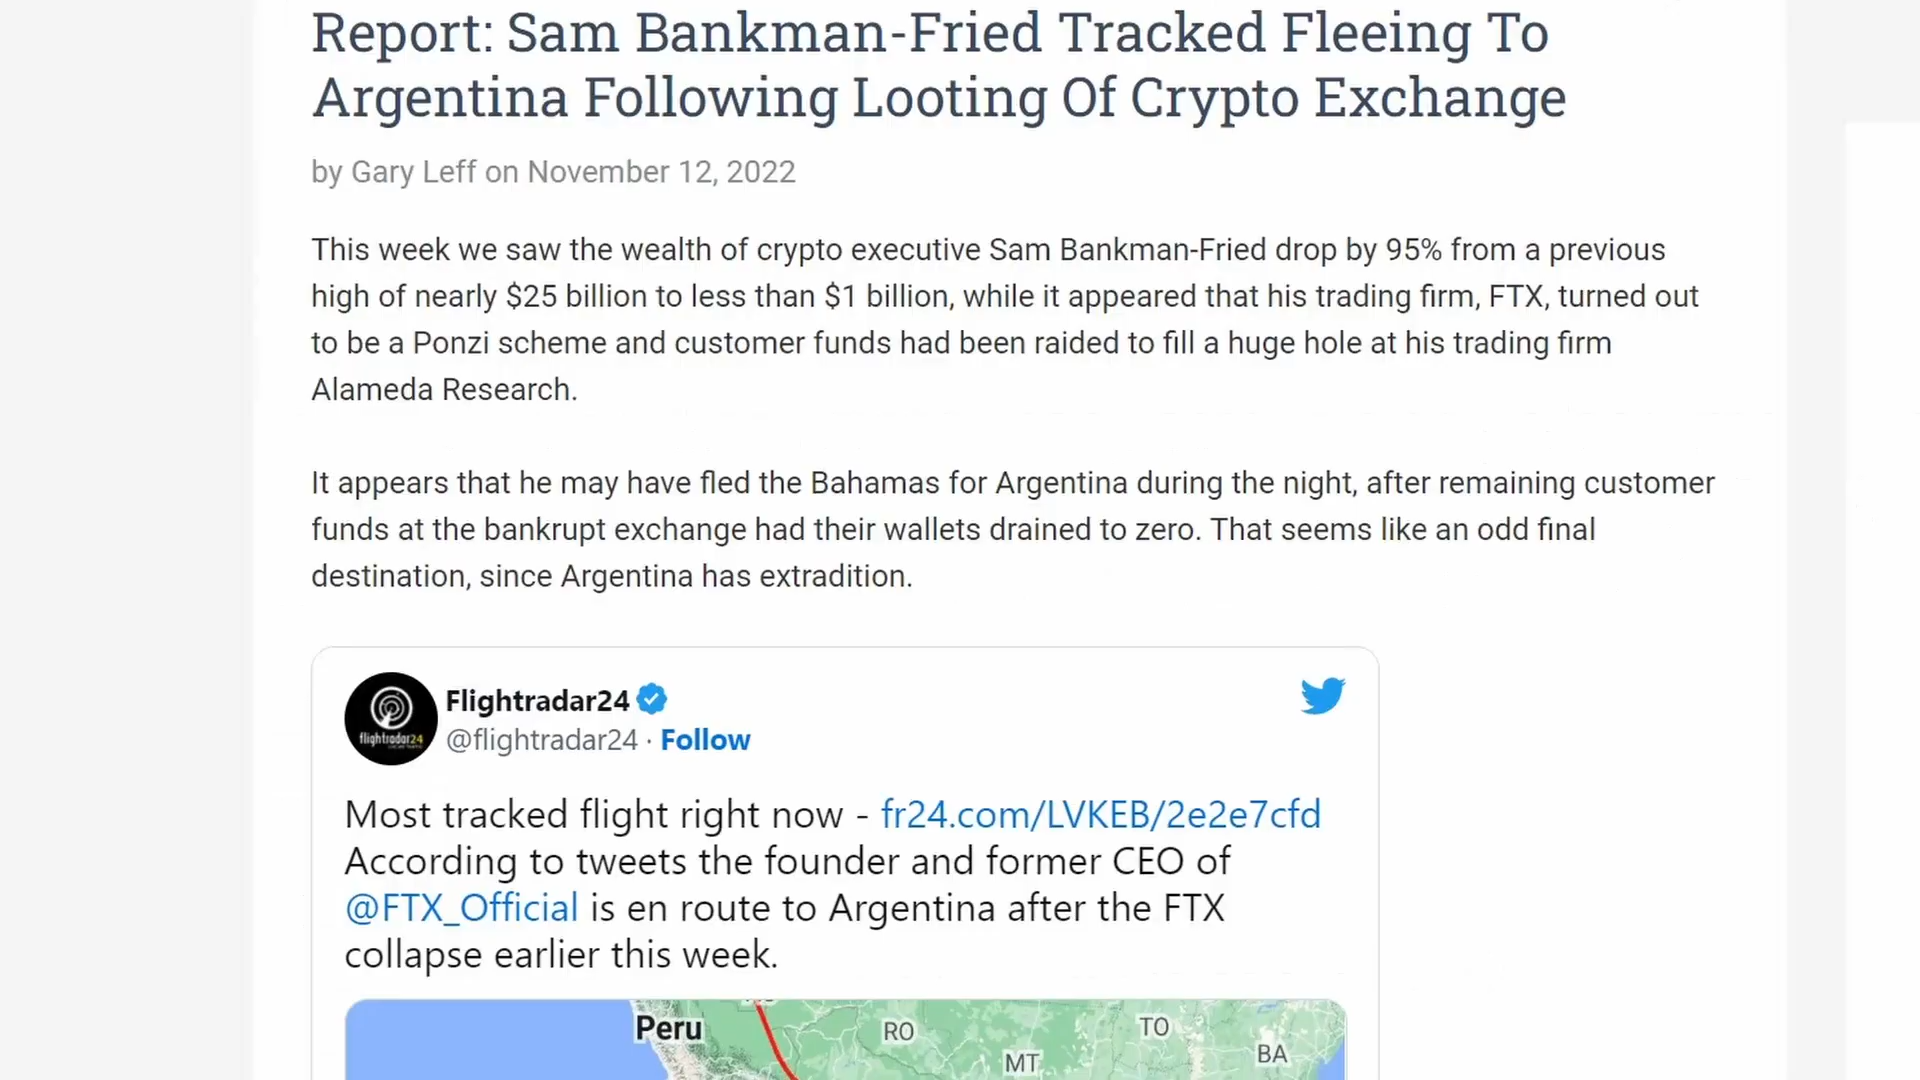 Report: Sam Bankman-Fried Tracked Fleeing To
Argentina Following Looting Of Crypto Exchange
by Gary Leff on November 12, 2022
This week we saw the wealth of crypto executive Sam Bankman-Fried drop by 95% from a previous
high of nearly $25 billion to less than $1 billion, while it appeared that his trading firm, FTX, turned out
to be a Ponzi scheme and customer funds had been raided to fill a huge hole at his trading firm
Alameda Research.
It appears that he may have fled the Bahamas for Argentina during the night, after remaining customer
funds at the bankrupt exchange had their wallets drained to zero. That seems like an odd final
destination, since Argentina has extradition.
flightradar24
Flightradar24
@flightradar24 · Follow
Most tracked flight right now - fr24.com/LVKEB/2e2e7cfd
According to tweets the founder and former CEO of
@FTX_Official is en route to Argentina after the FTX
collapse earlier this week.
Peru
RO
TO
MT
BA